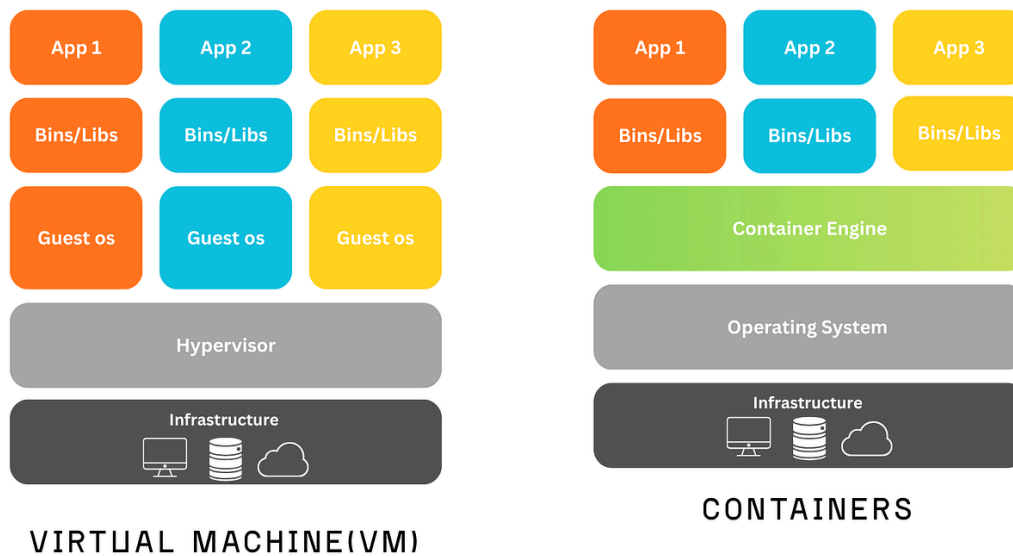 App 1
App 2
App 3
Bins/Libs
Bins/Libs
Bins/Libs
Guest os
Guest os
Guest os
Hypervisor
Infrastructure
VIRTUAL MACHINE(VM)
App 1
App 2
App 3
Bins/Libs
Bins/Libs
Bins/Libs
Container Engine
Operating System
Infrastructure
CONTAINERS